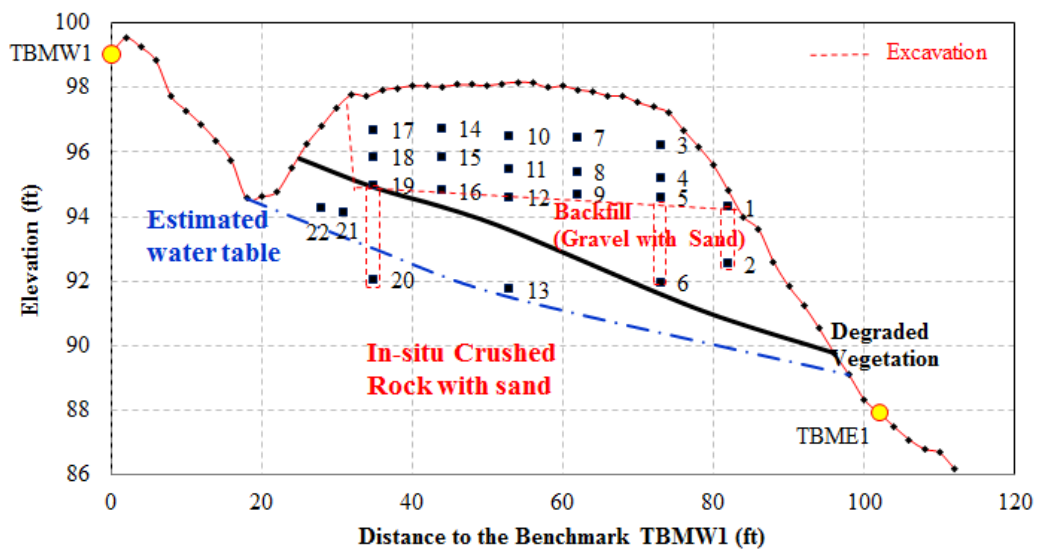 100
TBMW1
Excavation
98
17
14
10
7
3
96
18
15
11
8
4
19
16
12
9
5
1
94
Backfill
(Gravel with Sand)
Estimated
water table
22
21
2
92
20
13
6
Elevation (ft)
90
In-situ Crushed
Rock with sand
Degraded
Vegetation
88
TBME1
86
0
20
40
60
80
100
120
Distance to the Benchmark TBMW1 (ft)